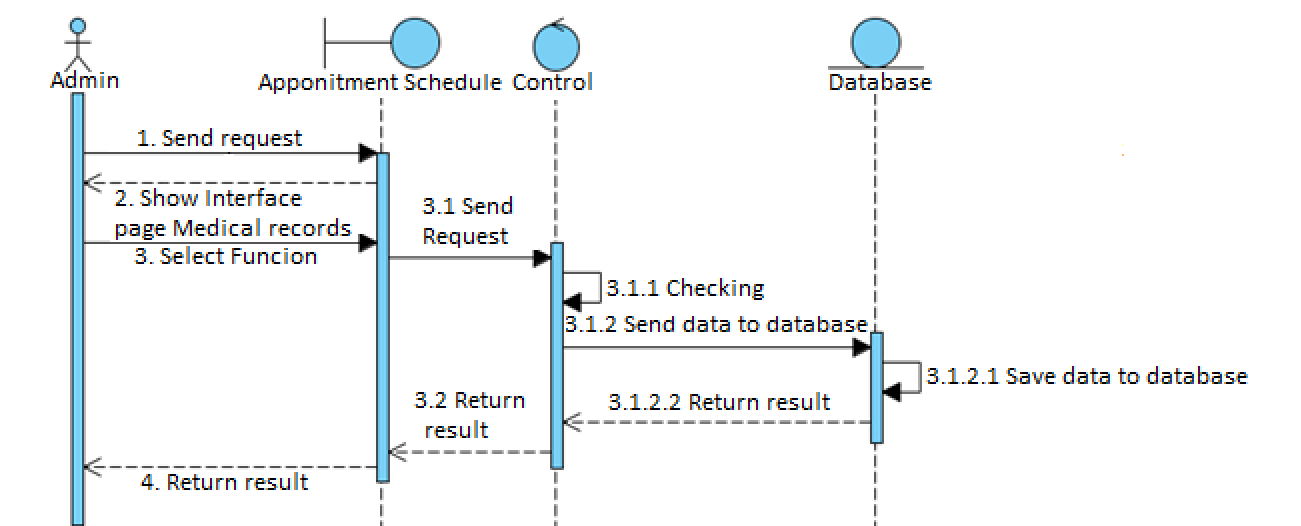 Admin
Apponitment Schedule
Control
Database
1. Send request
2. Show Interface
page Medical records
3. Select Funcion
3.1 Send
Request
3.1.1 Checking
3.1.2 Send data to database
3.1.2.1 Save data to database
3.1.2.2 Return result
3.2 Return
result
4. Return result